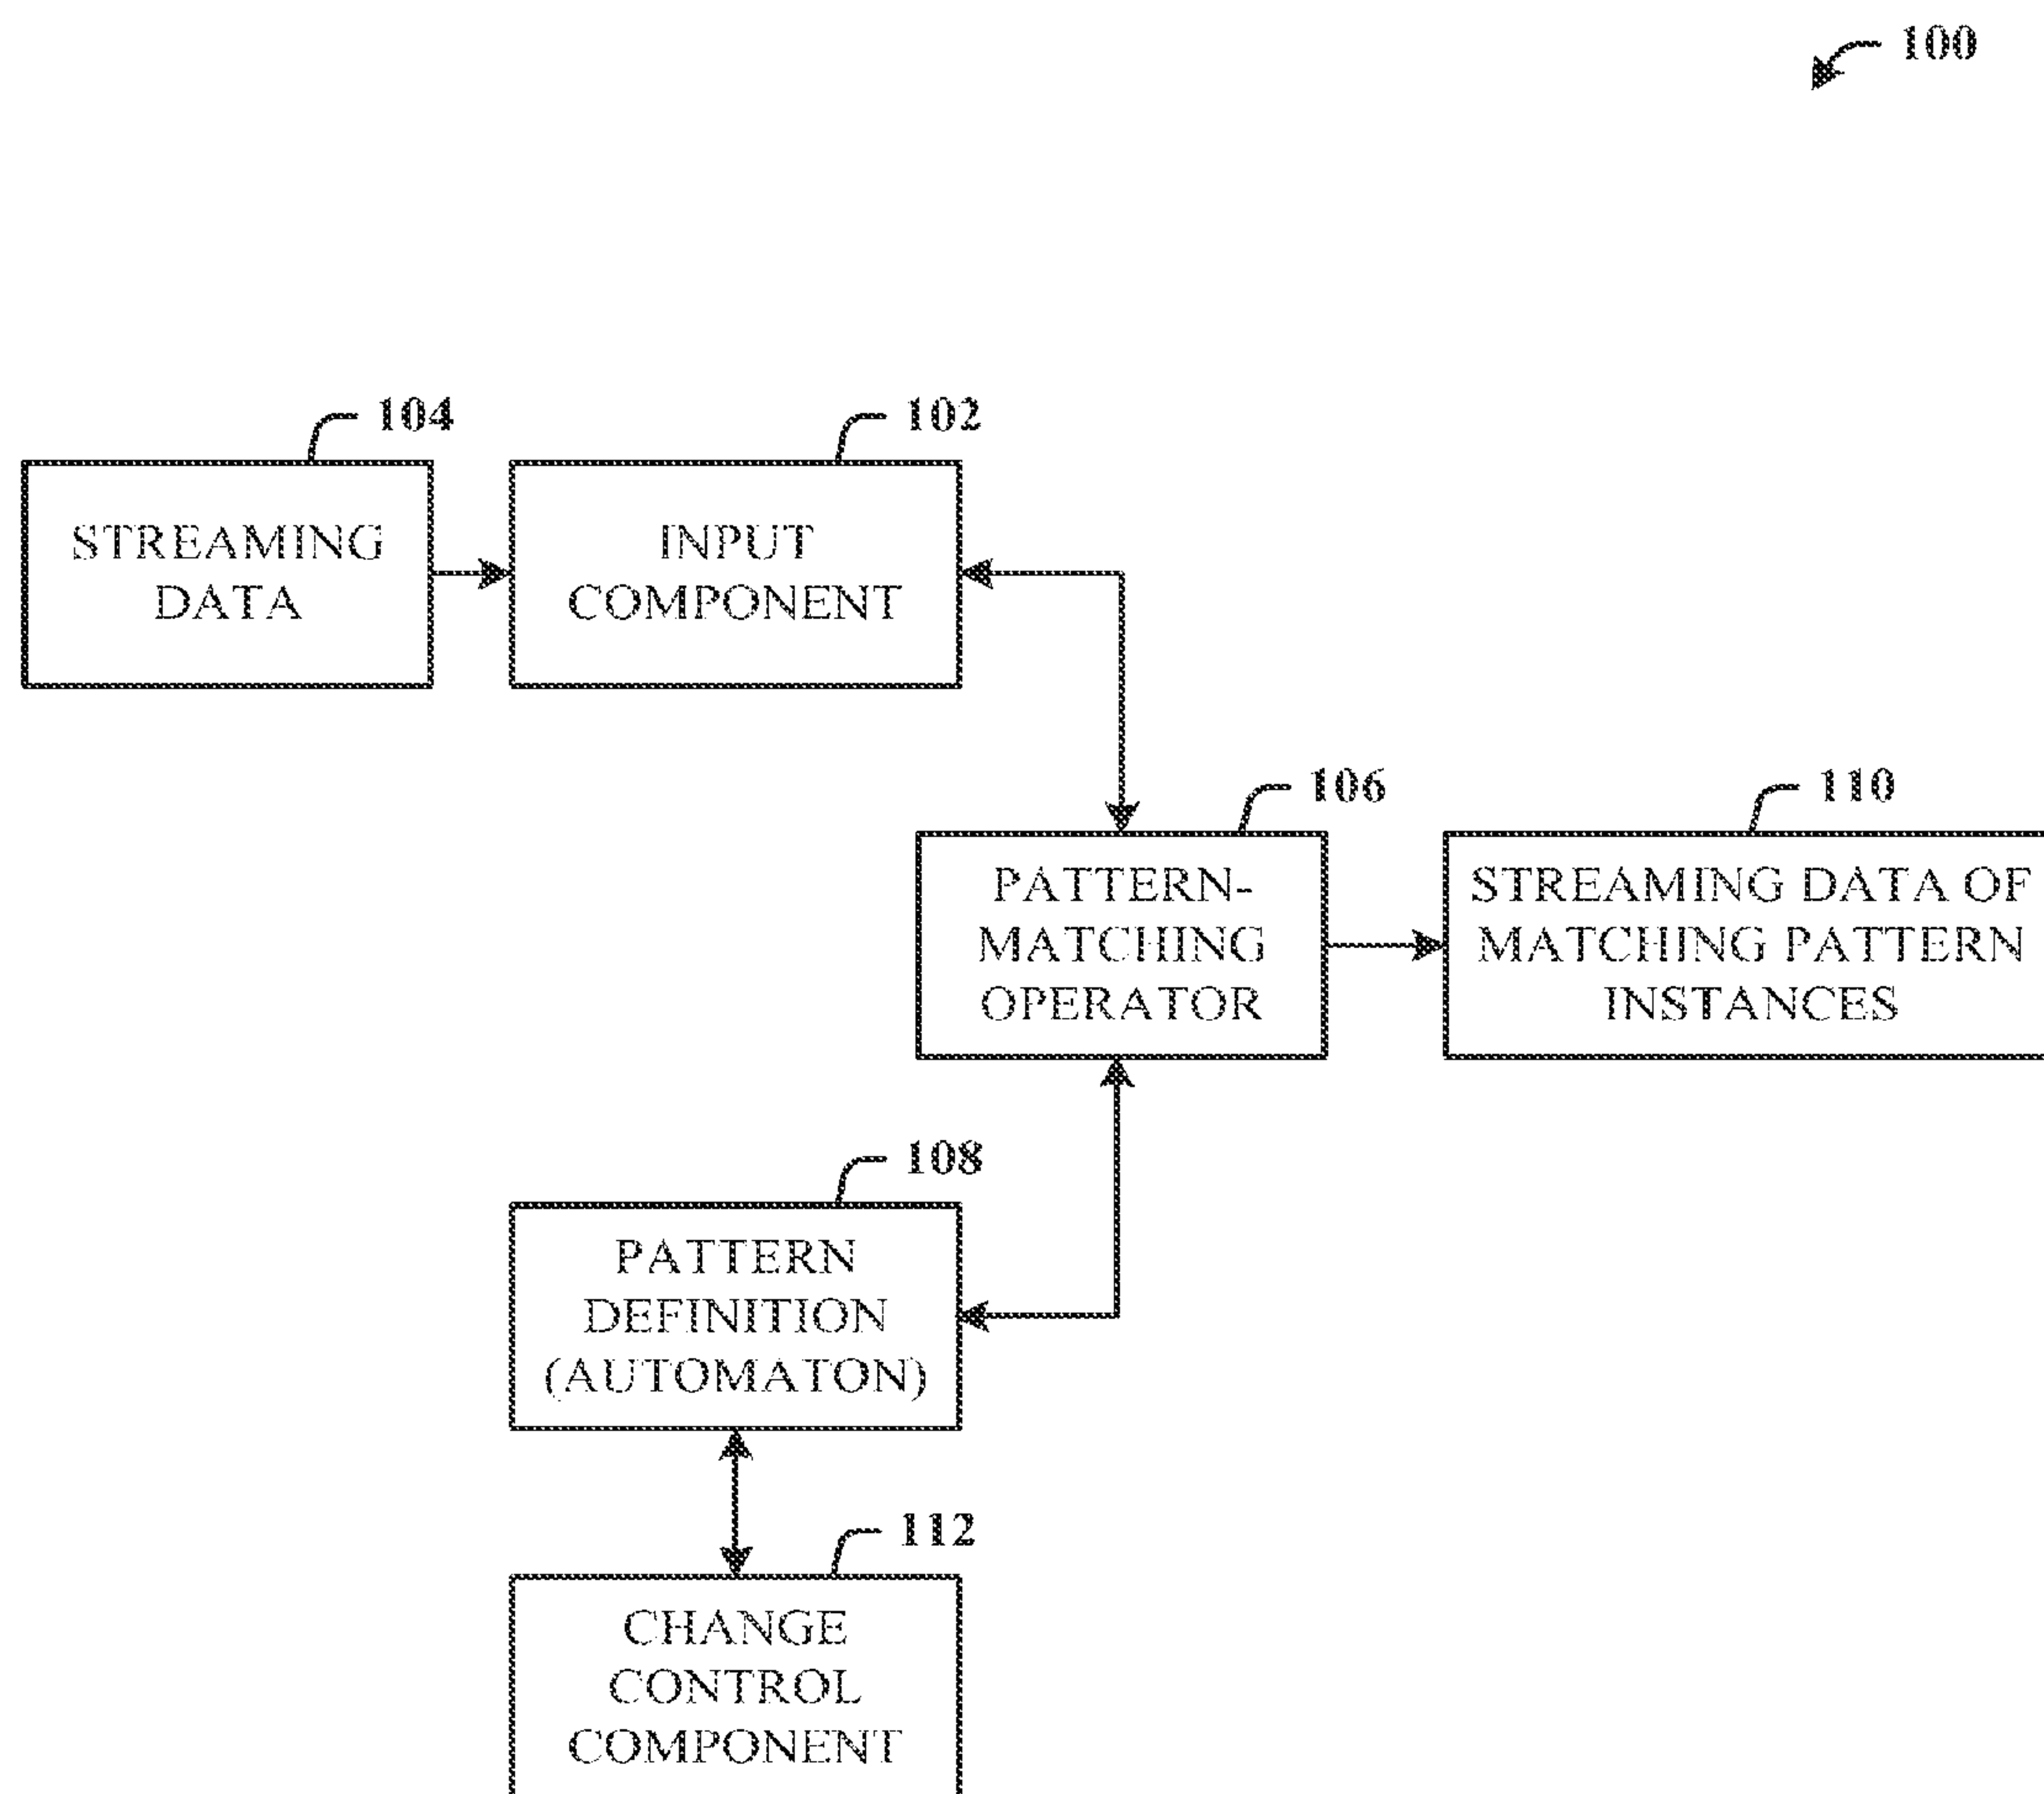 100
104
102
STREAMING
DATA
INPUT
COMPONENT
106
110
PATTERN-
MATCHING
OPERATOR
STREAMING DATA OF
MATCHING PATTERN
INSTANCES
108
PATTERN
DEFINITION
(AUTOMATON)
112
CHANGE
CONTROL
COMPONENT